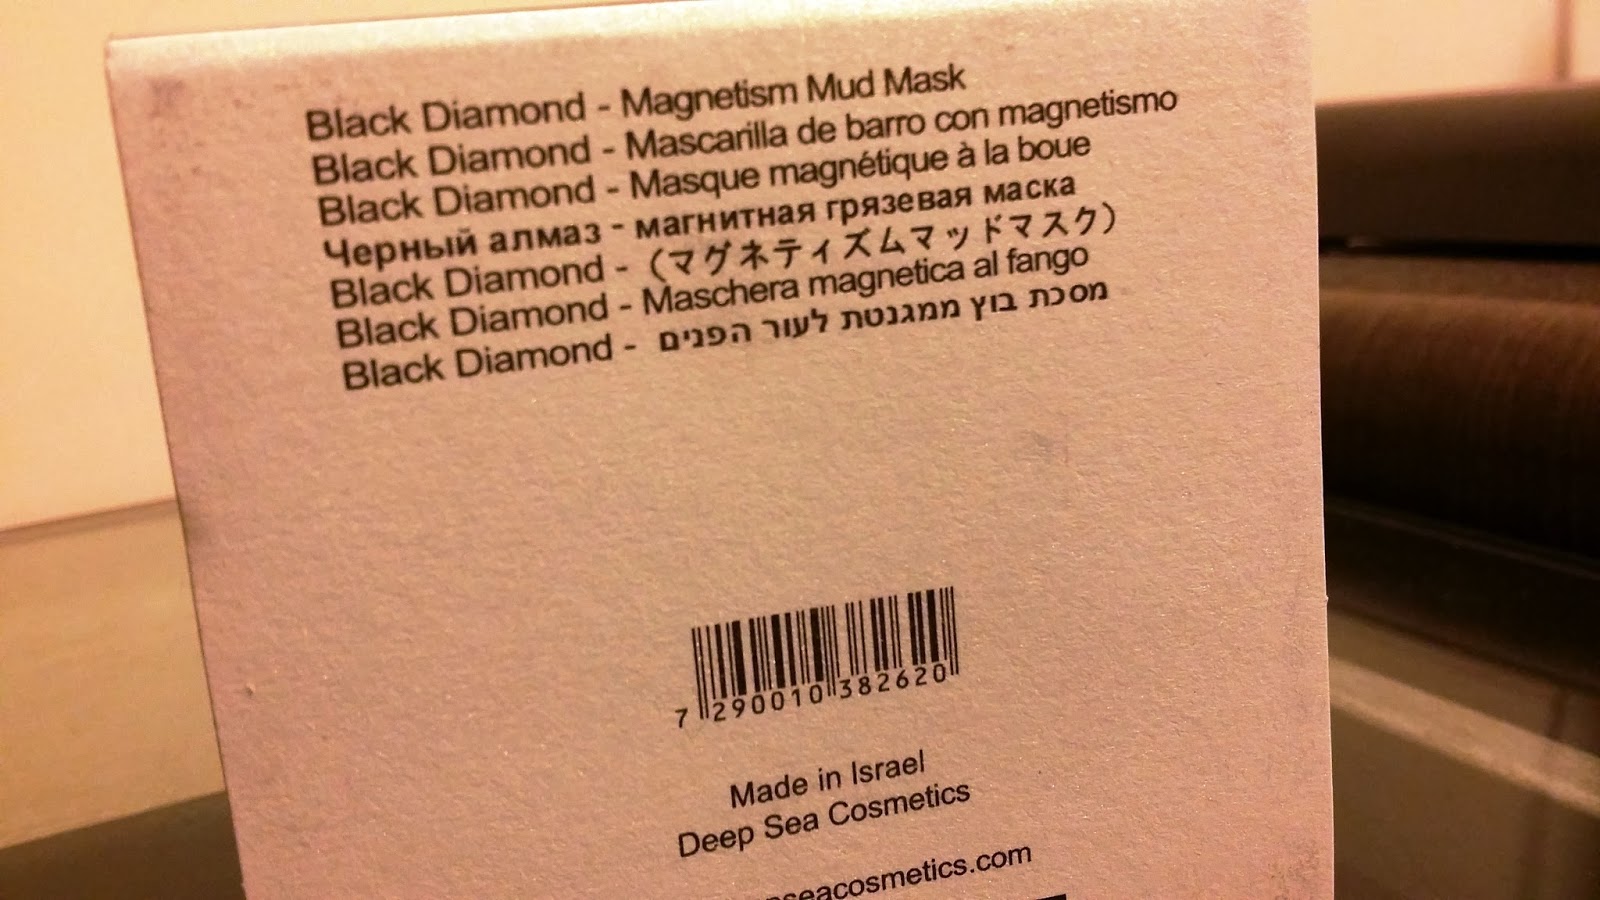 Black Diamond - Magnetism Mud Mask
Black Diamond - Mascarilla de barro con magnetismo
Black Diamond - Masque magnétique à la boue
Черный алмаз - магнитная грязевая маска
Black Diamond - (マグネティズムマッドマスク)
Black Diamond - Maschera magnetica al fango
Black Diamond - מסכת בוץ ממגנטת לעור הפנים
7 290010 382620
Made in Israel
Deep Sea Cosmetics